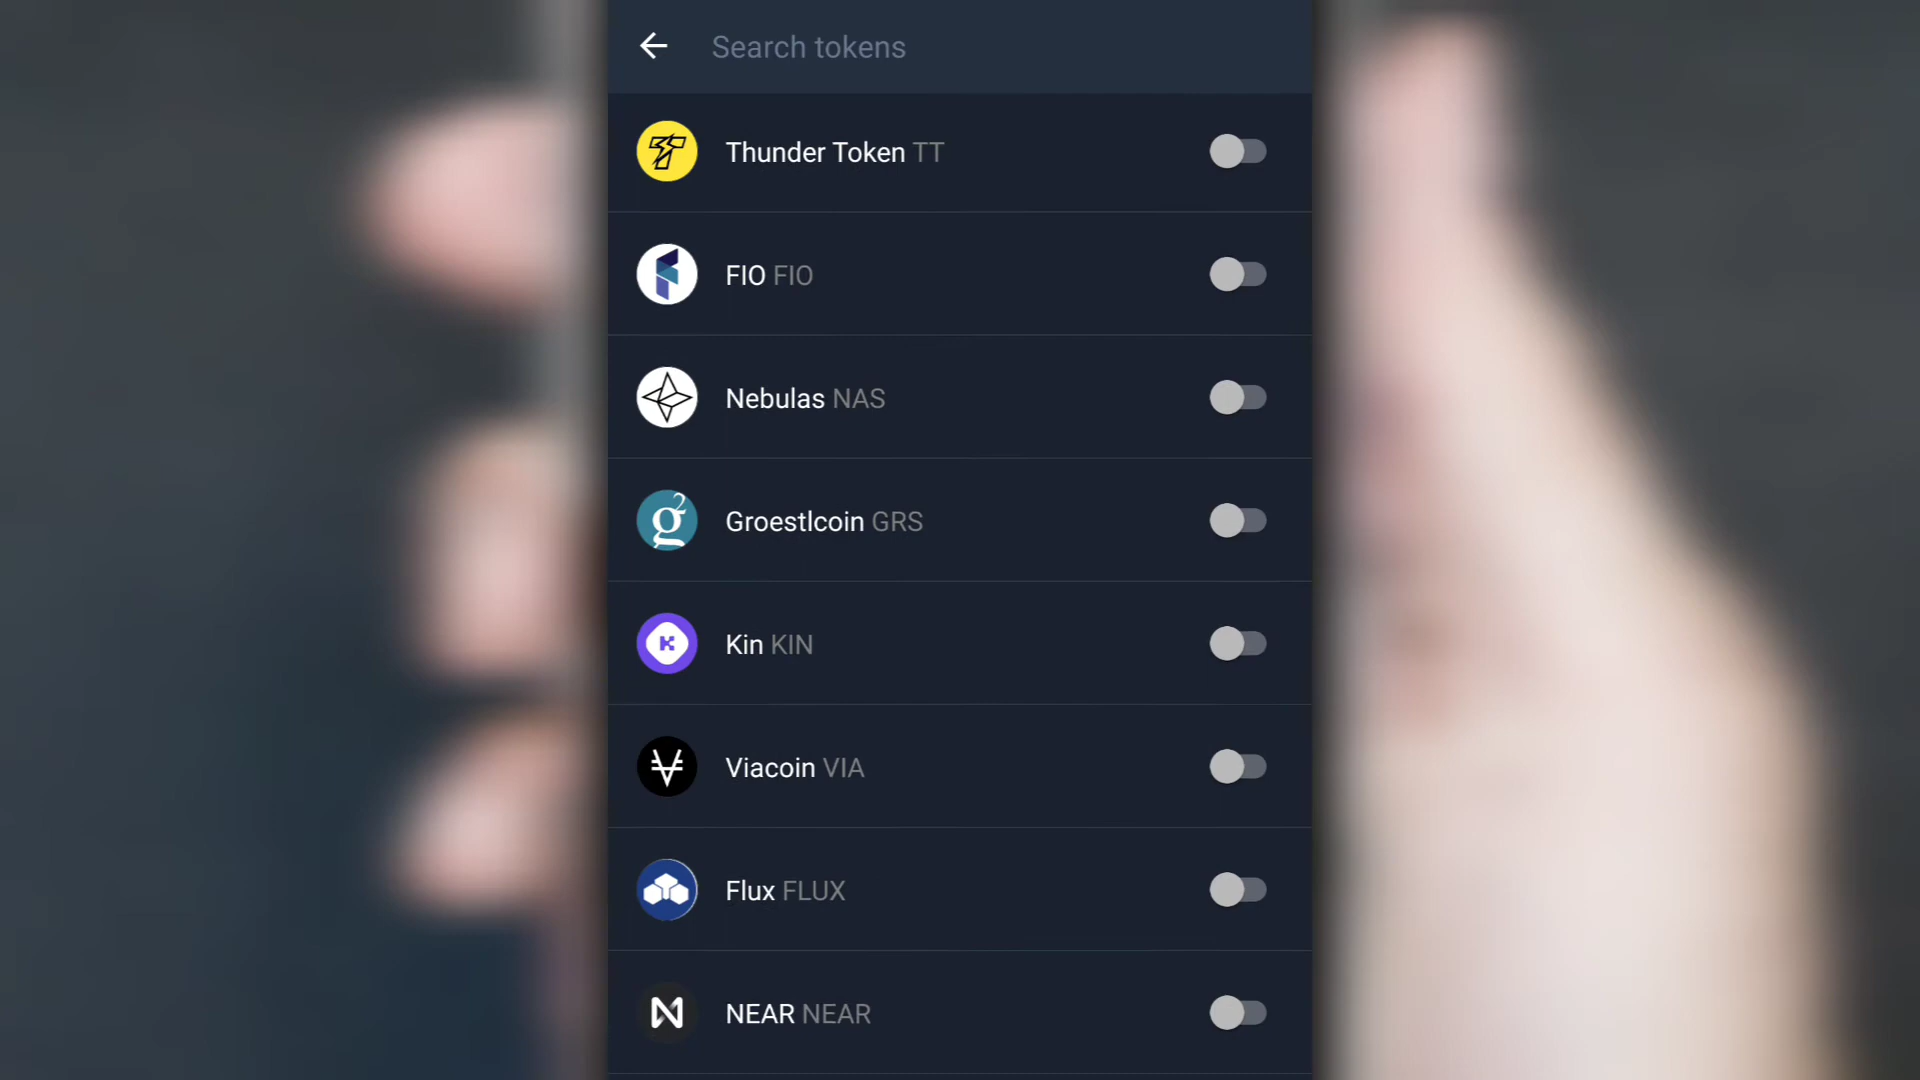 Search tokens
Thunder Token TT
FIO FIO
Nebulas NAS
Groestlcoin GRS
Kin KIN
Viacoin VIA
Flux FLUX
NEAR NEAR